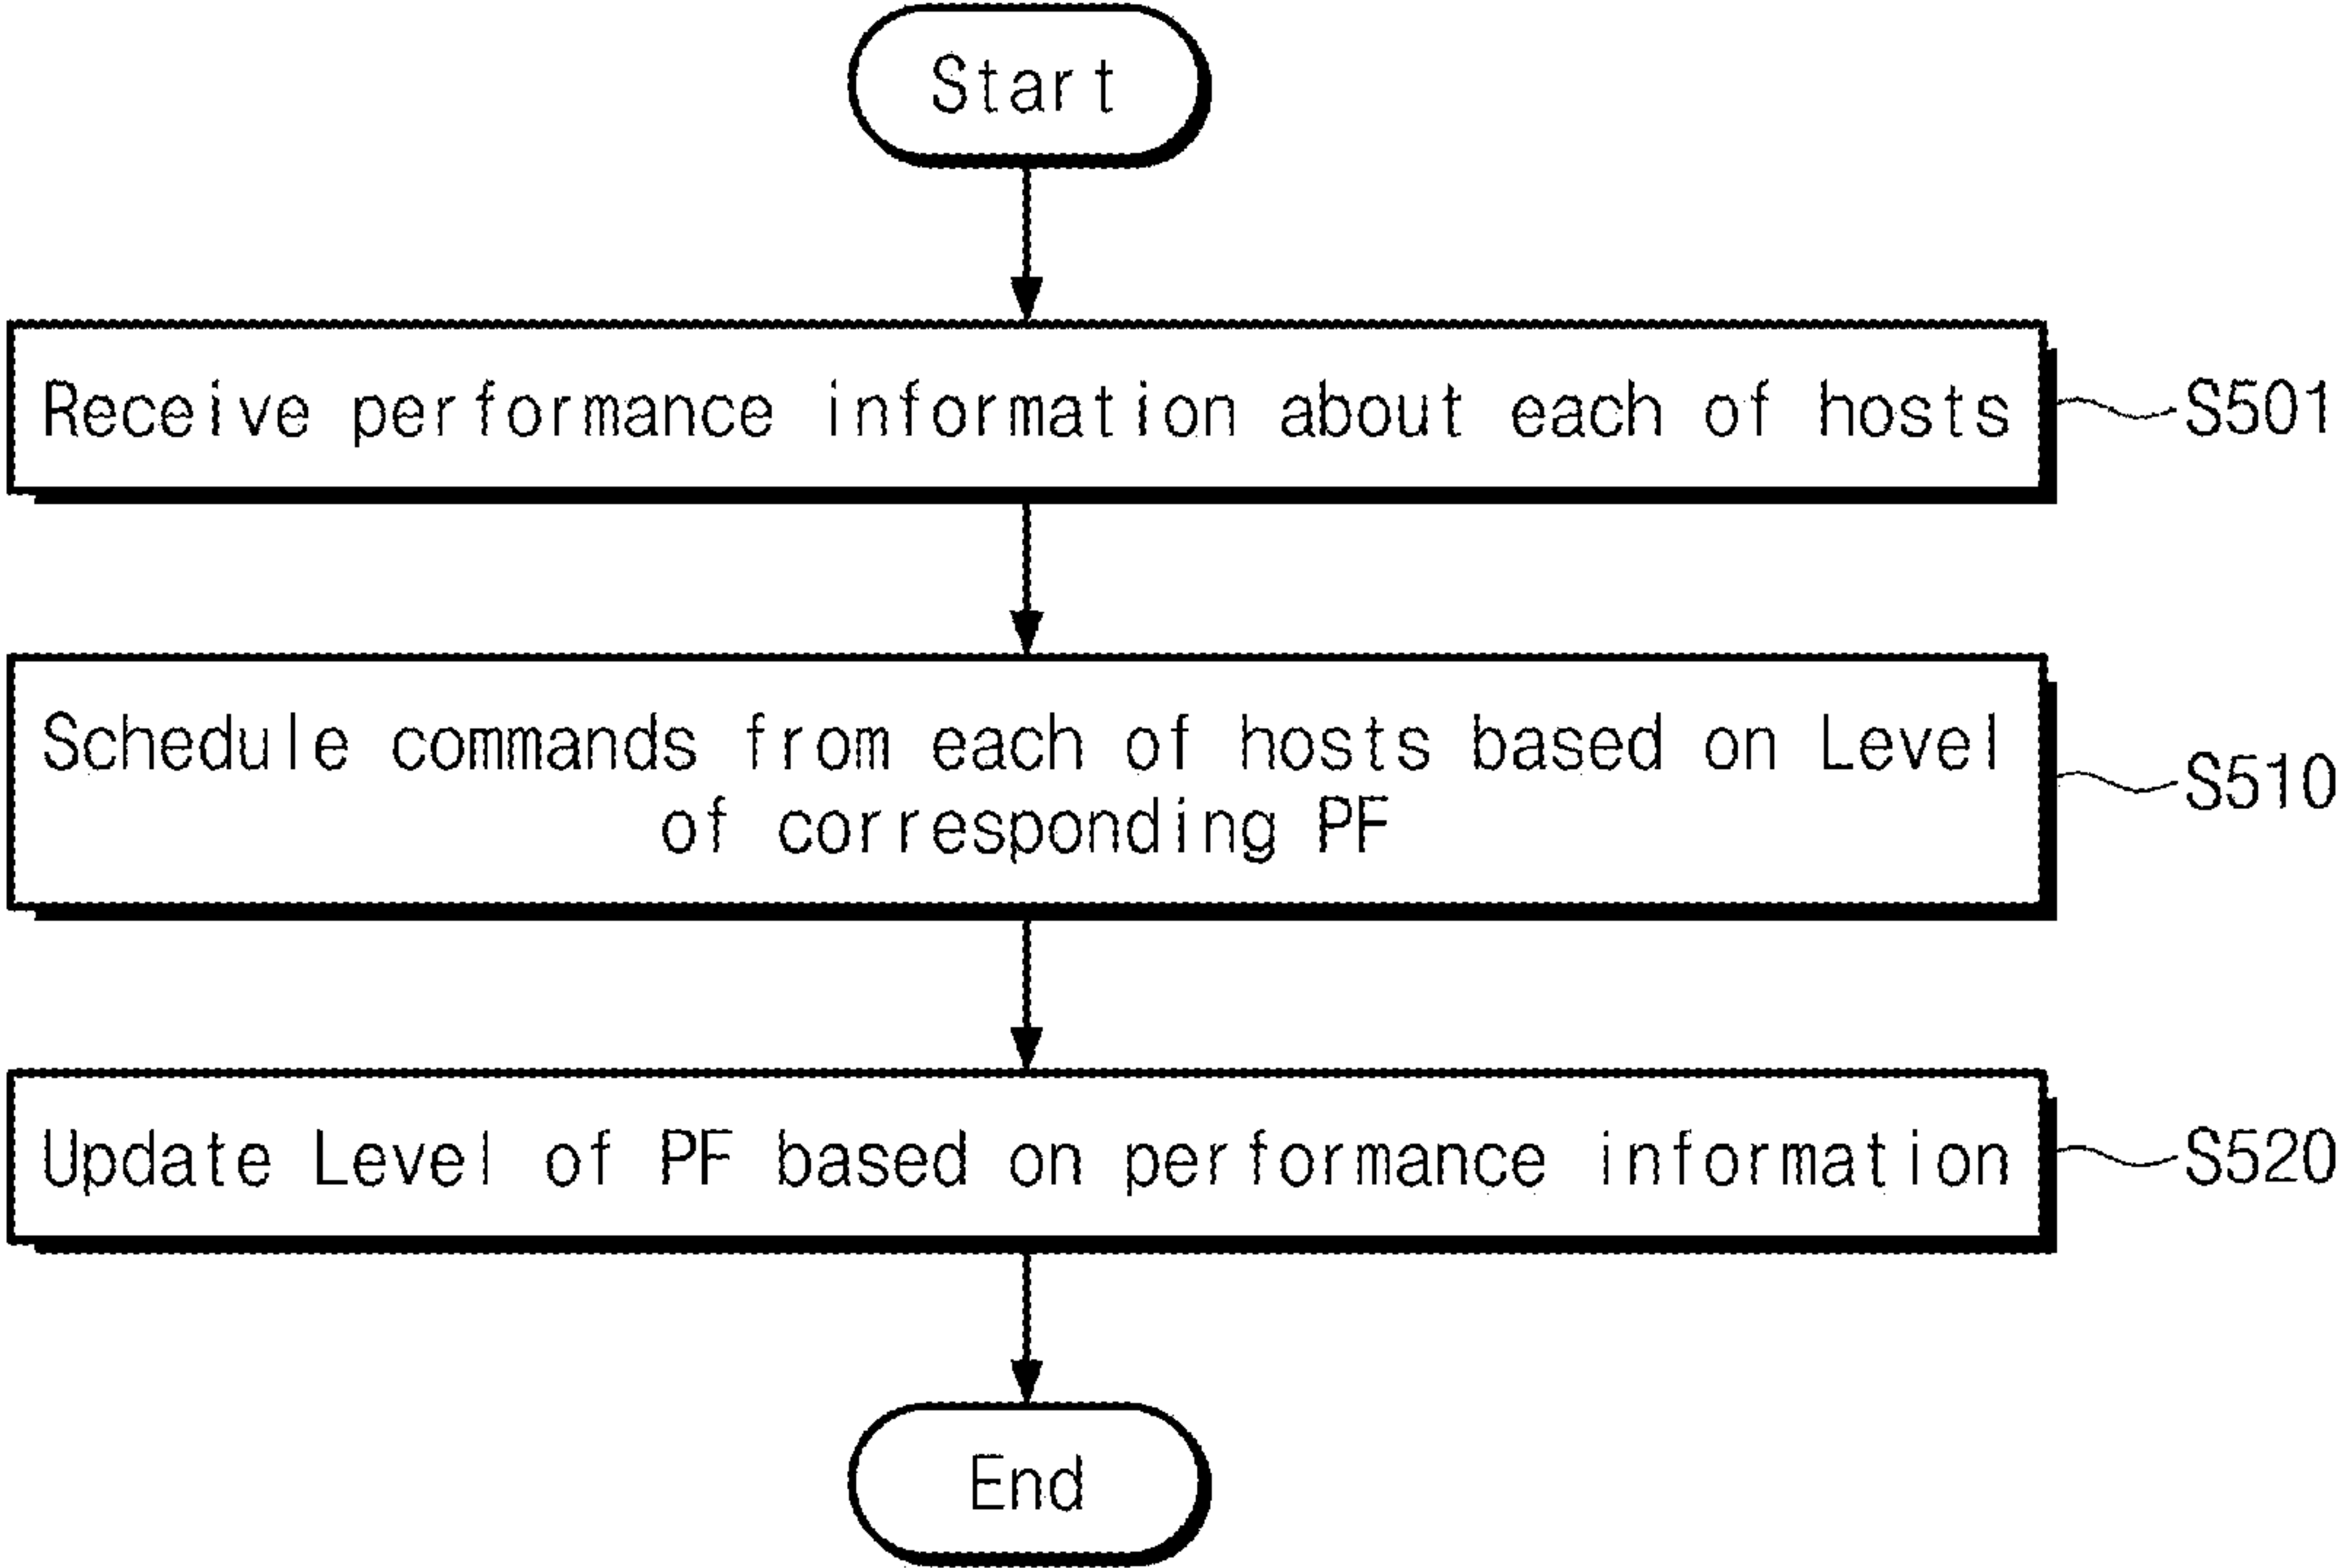 Start
Receive performance information about each of hosts
S501
Schedule commands from each of hosts based on Level
of corresponding PF
S510
Update Level of PF based on performance information
S520
End